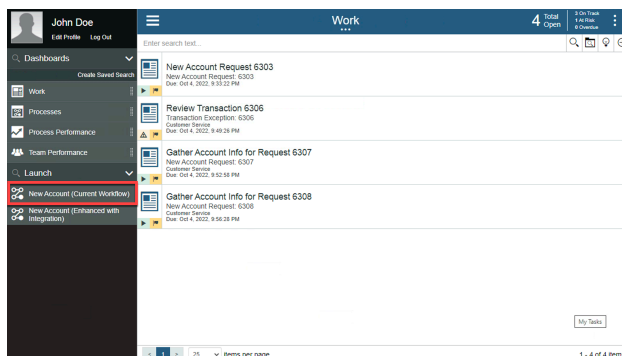 John Doe
Edit Profile Log Out
Dashboards
Create Saved Search
Work
Processes
Process Performance
Team Performance
Launch
New Account (Current Workflow)
New Account (Enhanced with
Integration)
Work
4 Total
Open
3 On Track
1 At Risk
0 Overdue
Enter search text...
New Account Request 6303
New Account Request: 6303
Due: Oct 4, 2022, 9:33:22 PM
Review Transaction 6306
Transaction Exception: 6306
Customer Service
Due: Oct 4, 2022, 9:49:26 PM
Gather Account Info for Request 6307
New Account Request: 6307
Customer Service
Due: Oct 4, 2022, 9:52:58 PM
Gather Account Info for Request 6308
New Account Request: 6308
Customer Service
Due: Oct 4, 2022, 9:56:28 PM
My Tasks
< 1 > 25 items per page
1 - 4 of 4 item